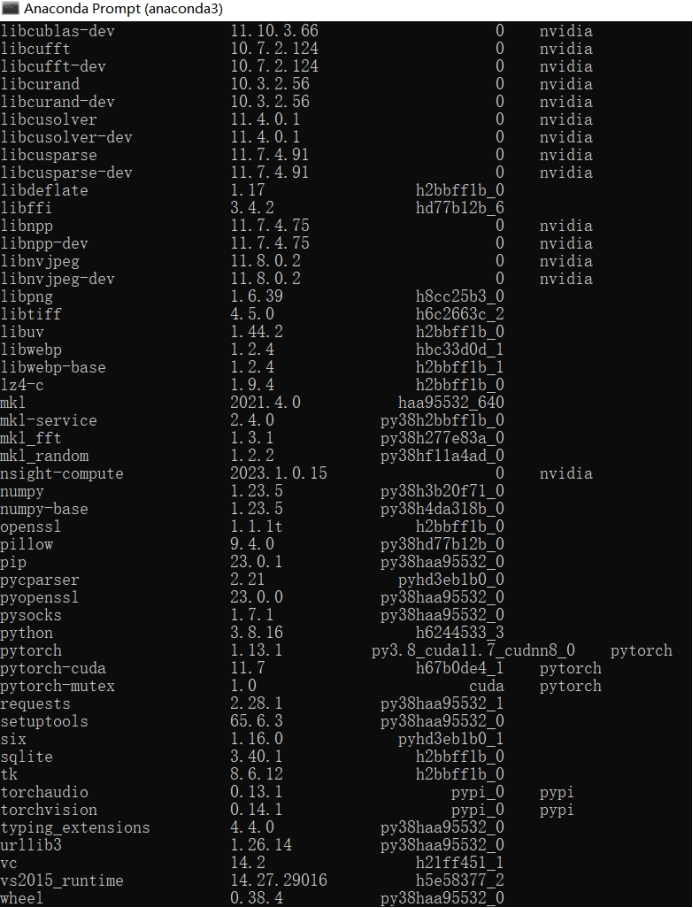 Anaconda Prompt (anaconda3)
libcublas-dev 11.10.3.66 0 nvidia
libcufft 10.7.2.124 0 nvidia
libcufft-dev 10.7.2.124 0 nvidia
libcurand 10.3.2.56 0 nvidia
libcurand-dev 10.3.2.56 0 nvidia
libcusolver 11.4.0.1 0 nvidia
libcusolver-dev 11.4.0.1 0 nvidia
libcusparse 11.7.4.91 0 nvidia
libcusparse-dev 11.7.4.91 0 nvidia
libdeflate 1.17 h2bbff1b_0
libffi 3.4.2 hd77b12b_6
libnpp 11.7.4.75 0 nvidia
libnpp-dev 11.7.4.75 0 nvidia
libnvjpeg 11.8.0.2 0 nvidia
libnvjpeg-dev 11.8.0.2 0 nvidia
libpng 1.6.39 h8cc25b3_0
libtiff 4.5.0 h6c2663c_2
libuv 1.44.2 h2bbff1b_0
libwebp 1.2.4 hbc33d0d_1
libwebp-base 1.2.4 h2bbff1b_1
lz4-c 1.9.4 h2bbff1b_0
mkl 2021.4.0 haa95532_640
mkl-service 2.4.0 py38h2bbff1b_0
mkl_fft 1.3.1 py38h277e83a_0
mkl_random 1.2.2 py38hf11a4ad_0
nsight-compute 2023.1.0.15 0 nvidia
numpy 1.23.5 py38h3b20f71_0
numpy-base 1.23.5 py38h4da318b_0
openssl 1.1.1t h2bbff1b_0
pillow 9.4.0 py38hd77b12b_0
pip 23.0.1 py38haa95532_0
pycparser 2.21 pyhd3eb1b0_0
pyopenssl 23.0.0 py38haa95532_0
pysocks 1.7.1 py38haa95532_0
python 3.8.16 h6244533_3
pytorch 1.13.1 py3.8_cuda11.7_cudnn8_0 pytorch
pytorch-cuda 11.7 h67b0de4_1 pytorch
pytorch-mutex 1.0 cuda pytorch
requests 2.28.1 py38haa95532_1
setuptools 65.6.3 py38haa95532_0
six 1.16.0 pyhd3eb1b0_1
sqlite 3.40.1 h2bbff1b_0
tk 8.6.12 h2bbff1b_0
torchaudio 0.13.1 pypi_0 pypi
torchvision 0.14.1 pypi_0 pypi
typing_extensions 4.4.0 py38haa95532_0
urllib3 1.26.14 py38haa95532_0
vc 14.2 h21ff451_1
vs2015_runtime 14.27.29016 h5e58377_2
wheel 0.38.4 py38haa95532_0